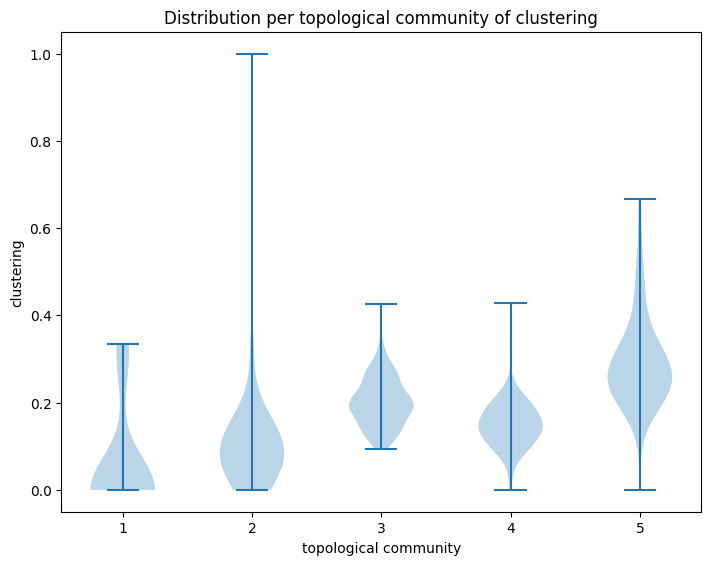 Distribution per topological community of clustering
1.0
0.8
0.6
0.4
0.2
0.0
clustering
1 2 3 4 5
topological community